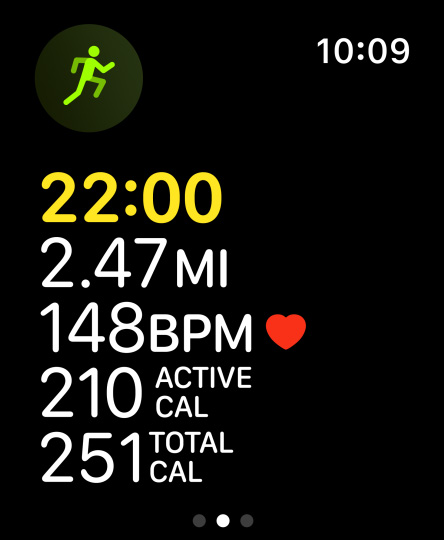 10:09
22:00
2.47MI
148BPM
210 ACTIVE CAL
251 TOTAL CAL